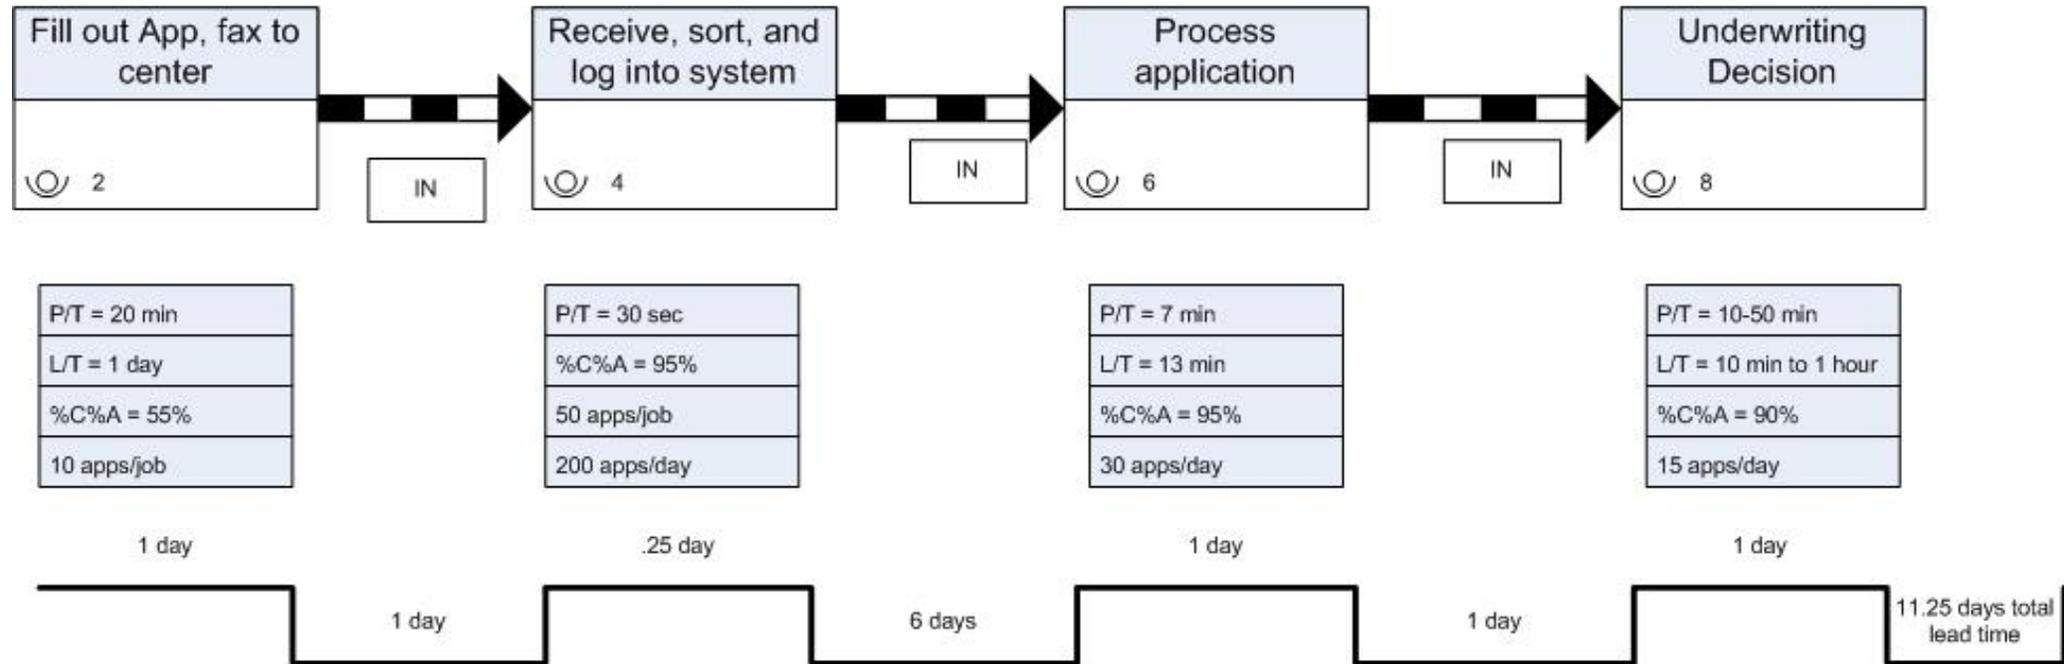 Fill out App, fax to
center
2
IN
Receive, sort, and
log into system
4
IN
Process
application
6
IN
Underwriting
Decision
8
P/T = 20 min
L/T = 1 day
%C%A = 55%
10 apps/job
P/T = 30 sec
%C%A = 95%
50 apps/job
200 apps/day
P/T = 7 min
L/T = 13 min
%C%A = 95%
30 apps/day
P/T = 10-50 min
L/T = 10 min to 1 hour
%C%A = 90%
15 apps/day
1 day
1 day
.25 day
6 days
1 day
1 day
1 day
11.25 days total
lead time